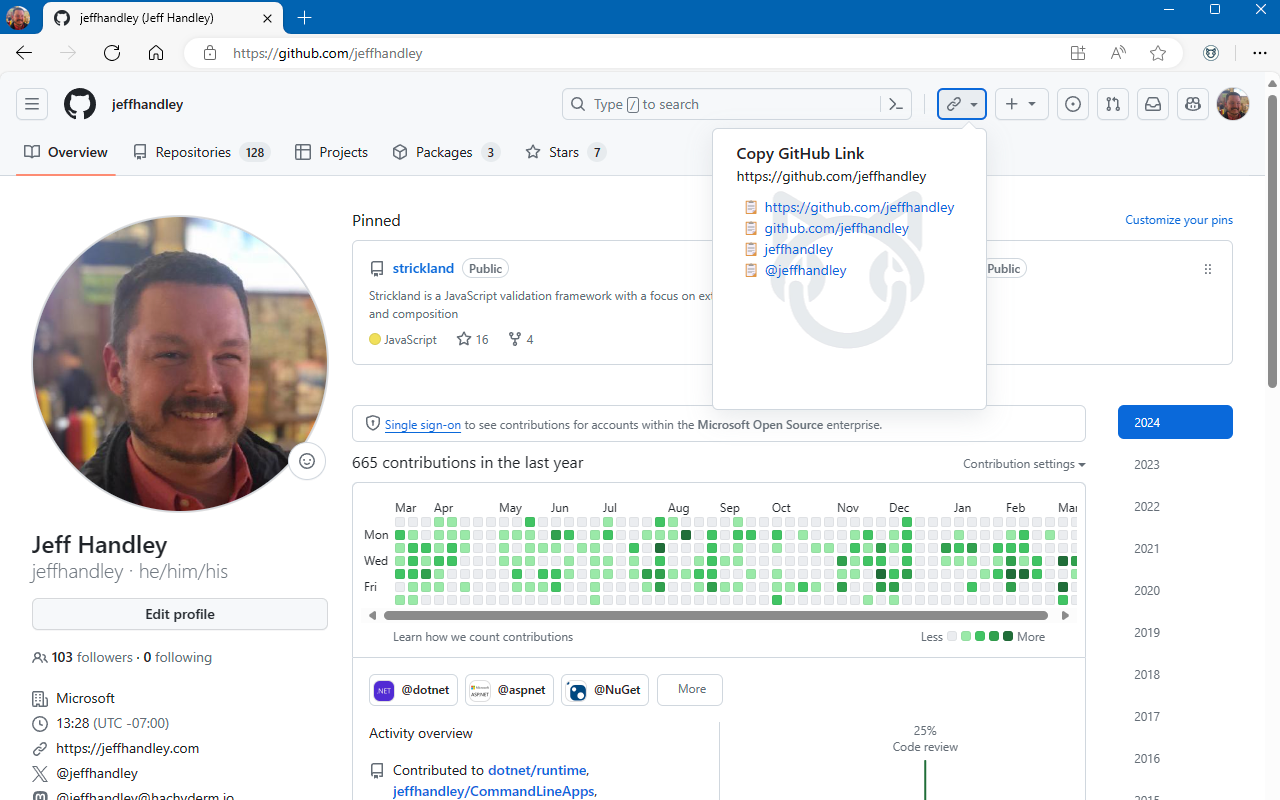 jeffhandley (Jeff Handley)
https://github.com/jeffhandley
jeffhandley
Type / to search
Overview
Repositories 128
Projects
Packages 3
Stars 7
Copy GitHub Link
https://github.com/jeffhandley
https://github.com/jeffhandley
github.com/jeffhandley
jeffhandley
@jeffhandley
Pinned
Customize your pins
strickland Public
Public
Strickland is a JavaScript validation framework with a focus on ext
and composition
JavaScript 16 4
Single sign-on to see contributions for accounts within the Microsoft Open Source enterprise.
665 contributions in the last year
Contribution settings
2024
2023
2022
2021
2020
2019
2018
2017
2016
2015
Mar Apr May Jun Jul Aug Sep Oct Nov Dec Jan Feb Mar
Mon
Wed
Fri
Learn how we count contributions
Less More
Jeff Handley
jeffhandley · he/him/his
Edit profile
103 followers · 0 following
Microsoft
13:28 (UTC -07:00)
https://jeffhandley.com
@jeffhandley
@jeffhandley@hachyderm.io
NET @dotnet
Microsoft ASP.NET @aspnet
@NuGet
More
Activity overview
Contributed to dotnet/runtime,
jeffhandley/CommandLineApps,
25%
Code review